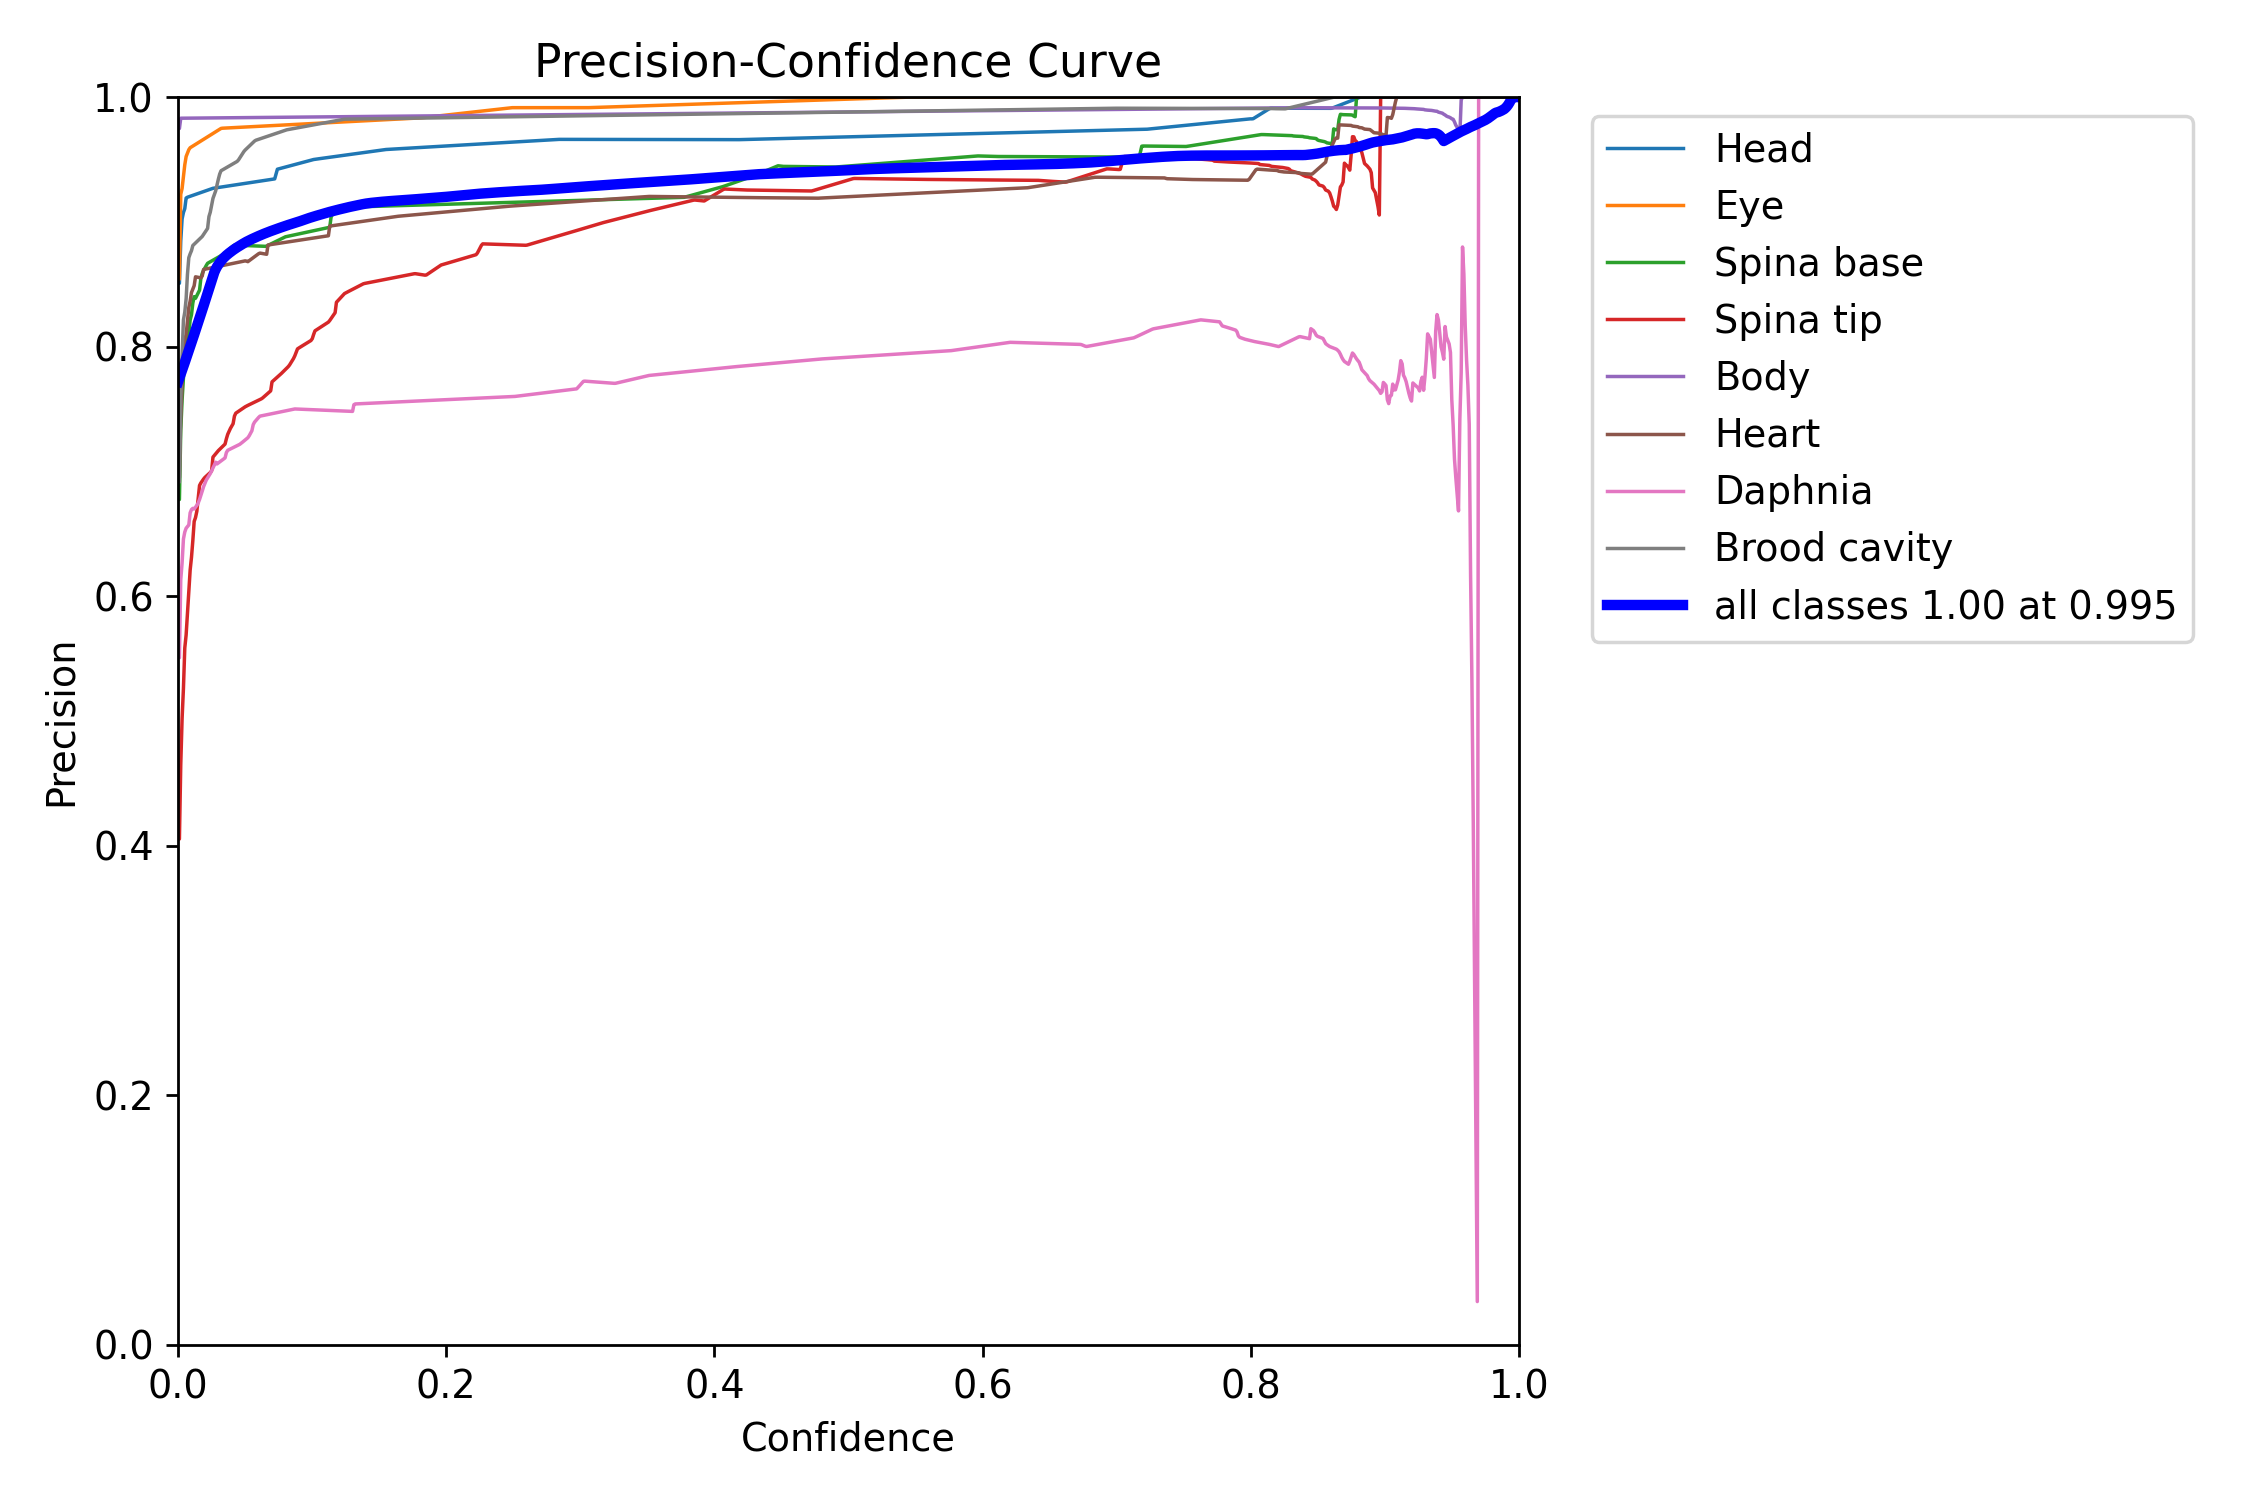 Precision-Confidence Curve
1.0
0.8
0.6
0.4
0.2
0.0
Precision
0.0 0.2 0.4 0.6 0.8 1.0
Confidence
Head
Eye
Spina base
Spina tip
Body
Heart
Daphnia
Brood cavity
all classes 1.00 at 0.995